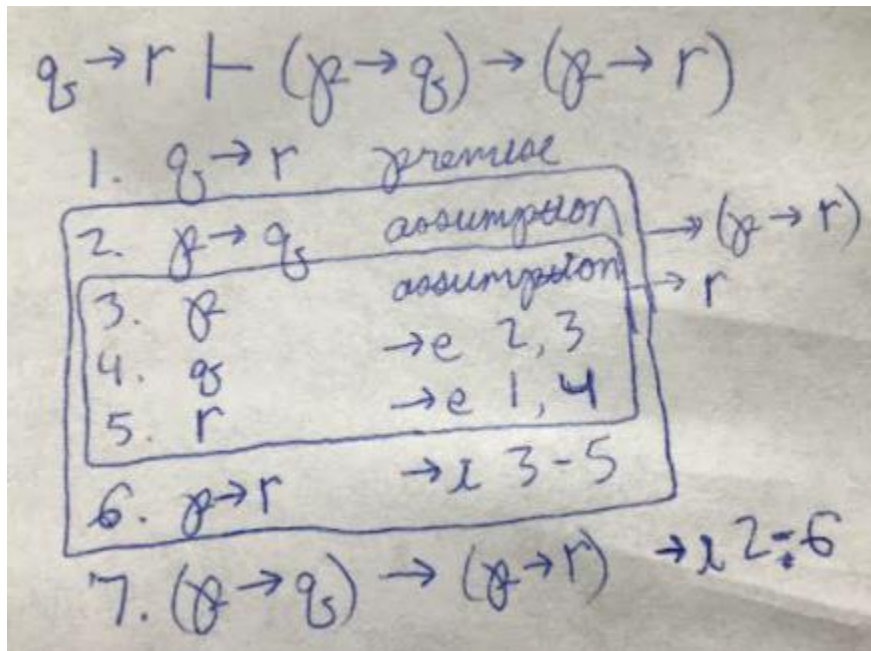 q → r ⊢ (p → q) → (p → r)
1. q → r premise
2. p → q assumption → (p → r)
3. p assumption → r
4. q →e 2, 3
5. r →e 1, 4
6. p → r →i 3-5
7. (p → q) → (p → r) →i 2-6